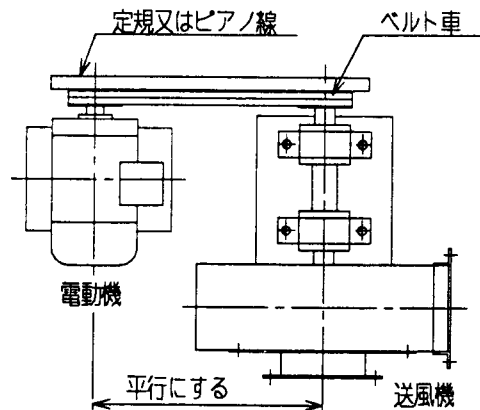 定規又はピアノ線
ベルト車
電動機
平行にする
送風機